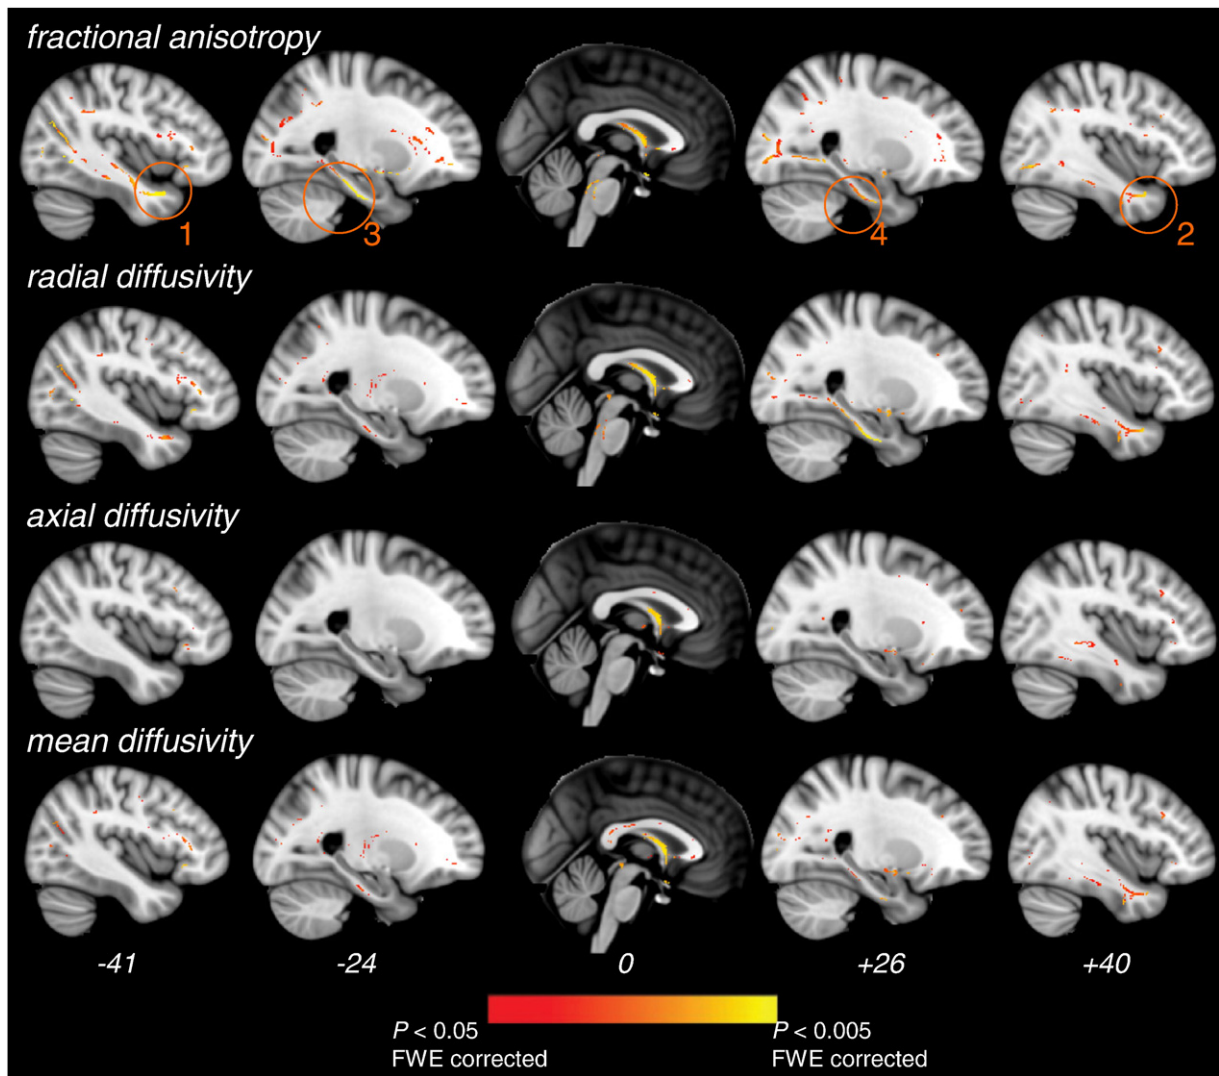 fractional anisotropy
1
3
4
2
radial diffusivity
axial diffusivity
mean diffusivity
-41
-24
0
+26
+40
P < 0.05
FWE corrected
P < 0.005
FWE corrected